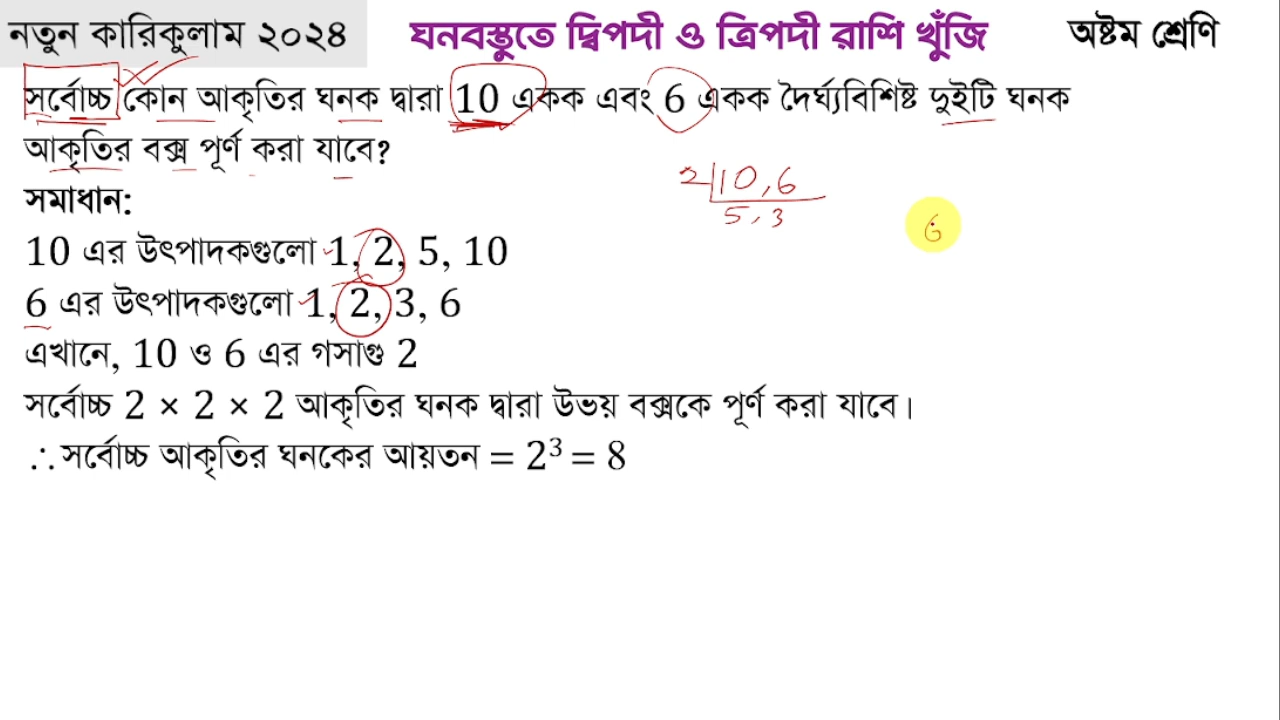 নতুন কারিকুলাম ২০২৪
ঘনবস্তুতে দ্বিপদী ও ত্রিপদী রাশি খুঁজি
অষ্টম শ্রেণি
সর্বোচ্চ কোন আকৃতির ঘনক দ্বারা 10 একক এবং 6 একক দৈর্ঘ্যবিশিষ্ট দুইটি ঘনক
আকৃতির বক্স পূর্ণ করা যাবে?
2 10, 6
5, 3
6
সমাধান:
10 এর উৎপাদকগুলো 1, 2, 5, 10
6 এর উৎপাদকগুলো 1, 2, 3, 6
এখানে, 10 ও 6 এর গসাগু 2
সর্বোচ্চ 2 × 2 × 2 আকৃতির ঘনক দ্বারা উভয় বক্সকে পূর্ণ করা যাবে।
∴ সর্বোচ্চ আকৃতির ঘনকের আয়তন = 2³ = 8